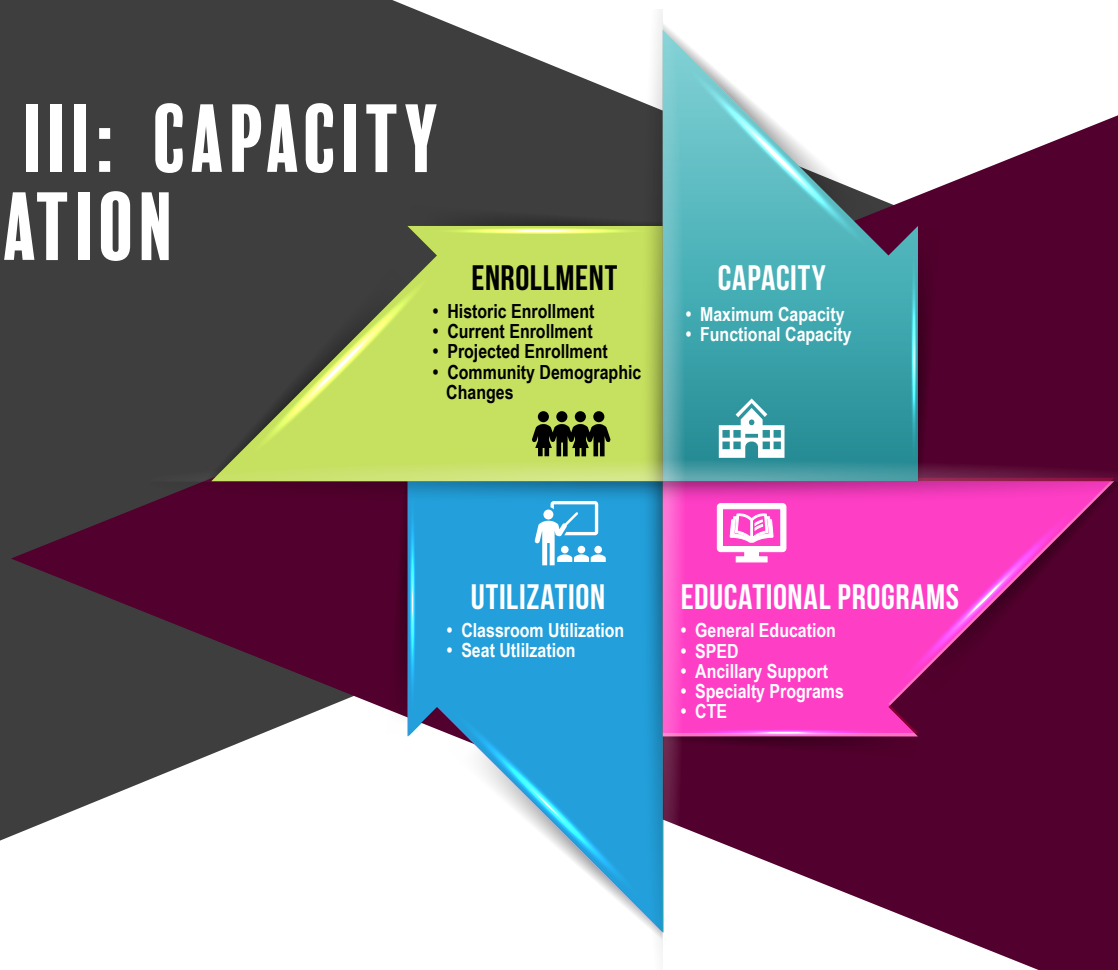 III: CAPACITY
ATION
ENROLLMENT
• Historic Enrollment
• Current Enrollment
• Projected Enrollment
• Community Demographic
Changes
CAPACITY
• Maximum Capacity
• Functional Capacity
UTILIZATION
• Classroom Utilization
• Seat Utlilzation
EDUCATIONAL PROGRAMS
• General Education
• SPED
• Ancillary Support
• Specialty Programs
• CTE